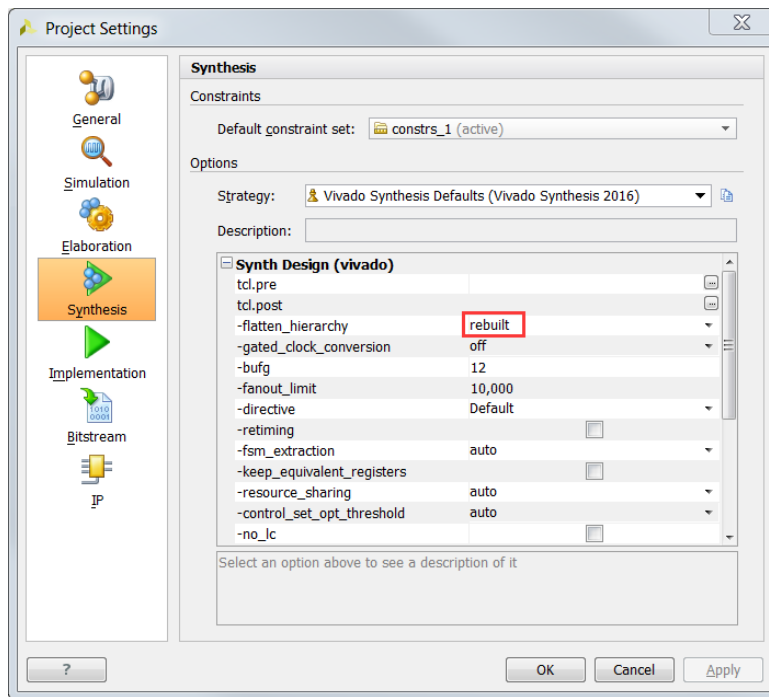 Project Settings
General
Simulation
Elaboration
Synthesis
Implementation
1010
0001
Bitstream
IP
Synthesis
Constraints
Default constraint set: constrs_1 (active)
Options
Strategy: Vivado Synthesis Defaults (Vivado Synthesis 2016)
Description:
Synth Design (vivado)
tcl.pre ...
tcl.post ...
-flatten_hierarchy rebuilt
-gated_clock_conversion off
-bufg 12
-fanout_limit 10,000
-directive Default
-retiming
-fsm_extraction auto
-keep_equivalent_registers
-resource_sharing auto
-control_set_opt_threshold auto
-no_lc
Select an option above to see a description of it
? OK Cancel Apply